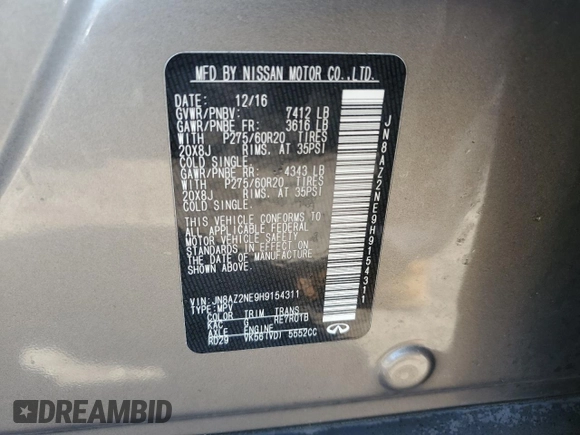 MFD BY NISSAN MOTOR CO.,LTD.
DATE: 12/16
GVWR/PNBV: 7412 LB
GAWR/PNBE FR: 3616 LB
WITH P275/60R20 TIRES
20X8J RIMS. AT 35PSI
COLD SINGLE
GAWR/PNBE RR: 4343 LB
WITH P275/60R20 TIRES
20X8J RIMS. AT 35PSI
COLD SINGLE.
THIS VEHICLE CONFORMS TO
ALL APPLICABLE FEDERAL
MOTOR VEHICLE SAFETY
STANDARDS IN EFFECT ON
THE DATE OF MANUFACTURE
SHOWN ABOVE.
VIN: JN8AZ2NE9H9154311
TYPE: MPV
COLOR TRIM TRANS
KAC G RE7R01B
AXLE ENGINE
RD29 VK56(VD) 5552CC
JN8AZ2NE9H9154311
INFINITI
DREAMBID